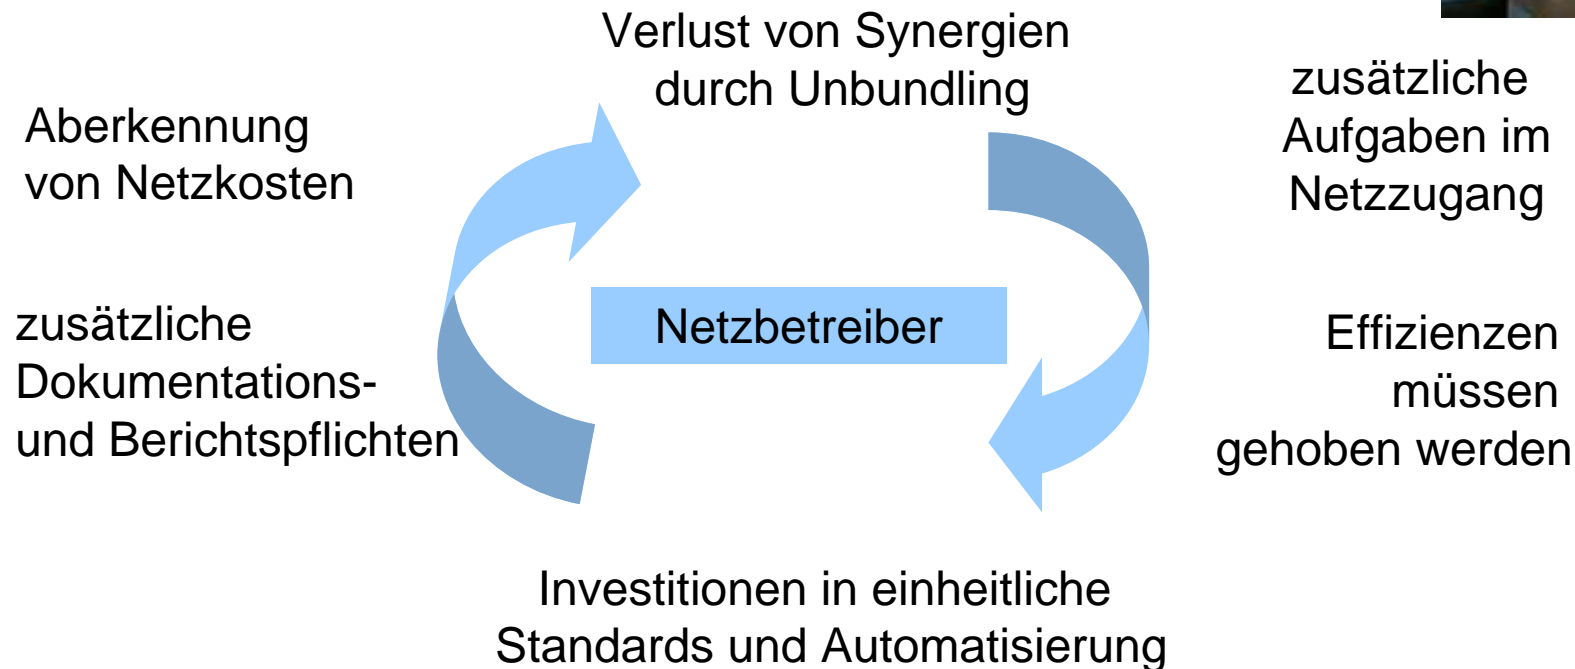 Verlust von Synergien
durch Unbundling
zusätzliche
Aufgaben im
Netzzugang
Aberkennung
von Netzkosten
Netzbetreiber
zusätzliche
Dokumentations-
und Berichtspflichten
Effizienzen
müssen
gehoben werden
Investitionen in einheitliche
Standards und Automatisierung